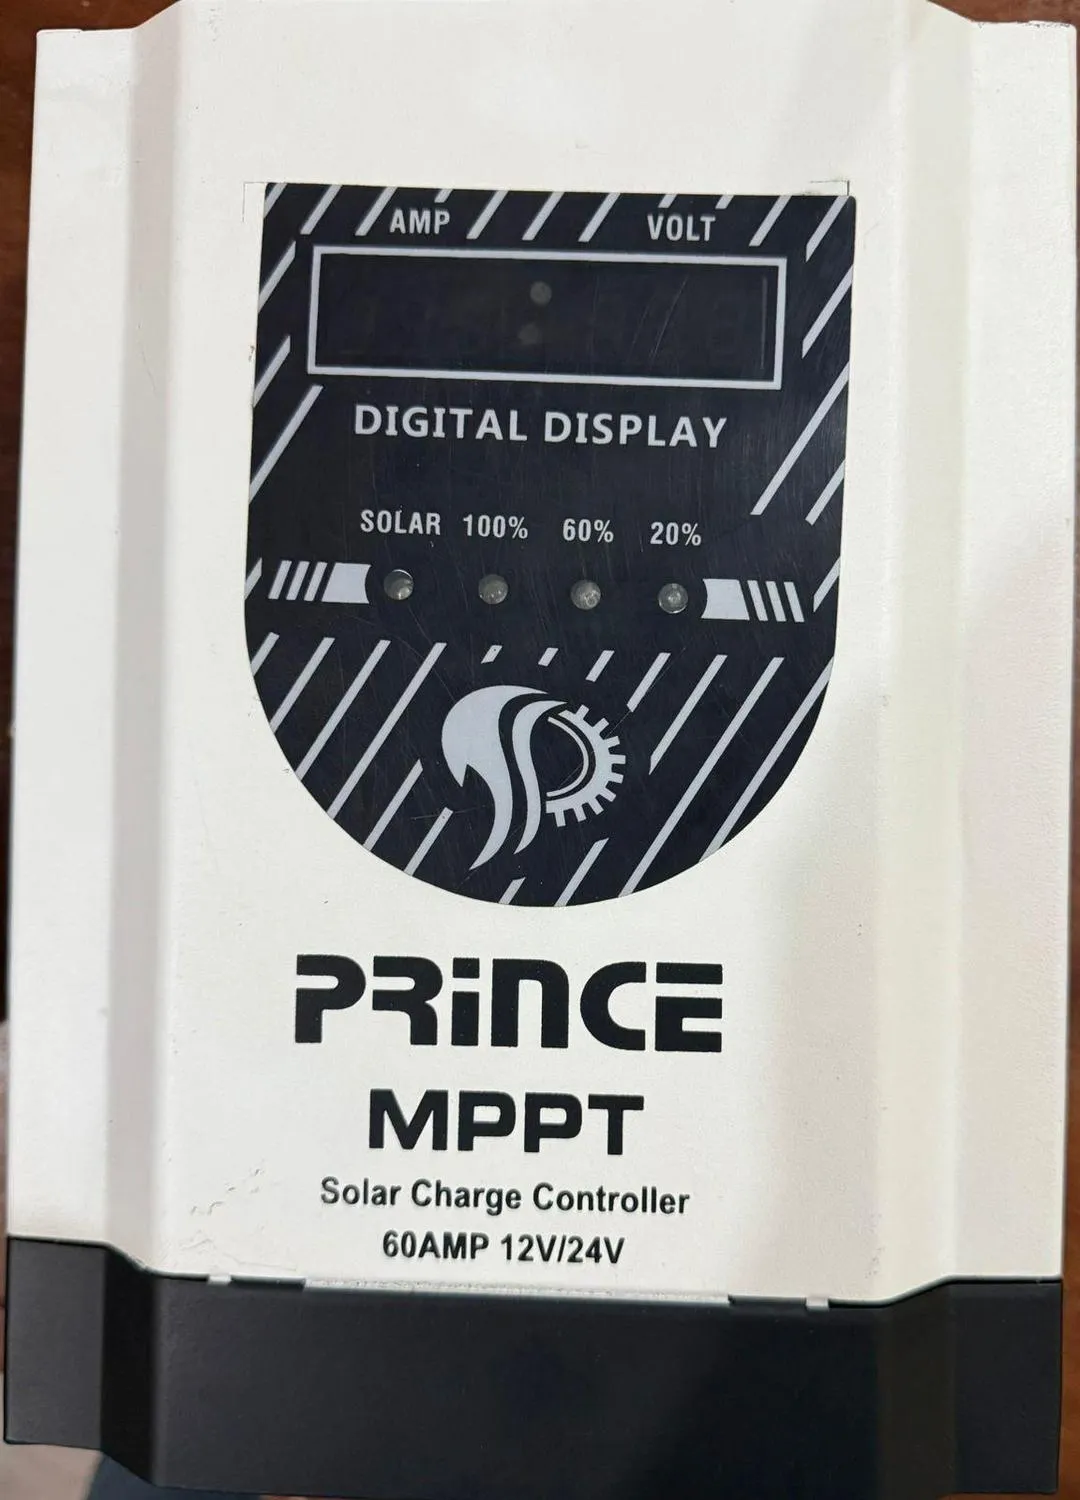 AMP VOLT
DIGITAL DISPLAY
SOLAR 100% 60% 20%
PRiNCE
MPPT
Solar Charge Controller
60AMP 12V/24V